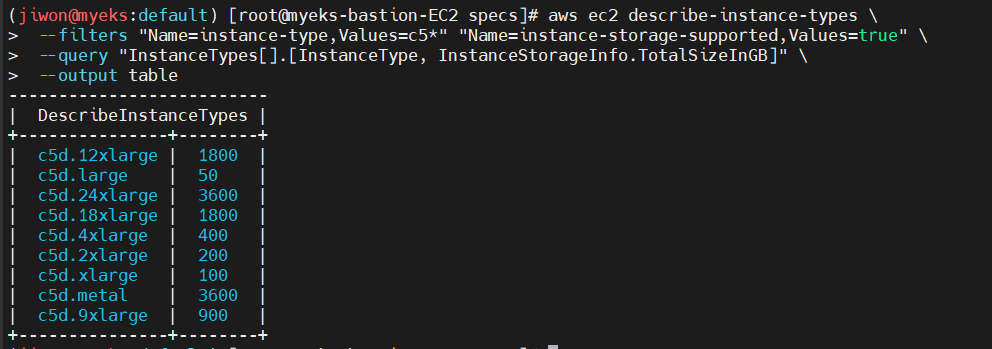 (jiwon@myeks:default) [root@myeks-bastion-EC2 specs]# aws ec2 describe-instance-types \
>  --filters "Name=instance-type,Values=c5*" "Name=instance-storage-supported,Values=true" \
>  --query "InstanceTypes[].[InstanceType, InstanceStorageInfo.TotalSizeInGB]" \
>  --output table
--------------------------
|  DescribeInstanceTypes |
+---------------+--------+
|  c5d.12xlarge |  1800  |
|  c5d.large    |  50    |
|  c5d.24xlarge |  3600  |
|  c5d.18xlarge |  1800  |
|  c5d.4xlarge  |  400   |
|  c5d.2xlarge  |  200   |
|  c5d.xlarge   |  100   |
|  c5d.metal    |  3600  |
|  c5d.9xlarge  |  900   |
+---------------+--------+